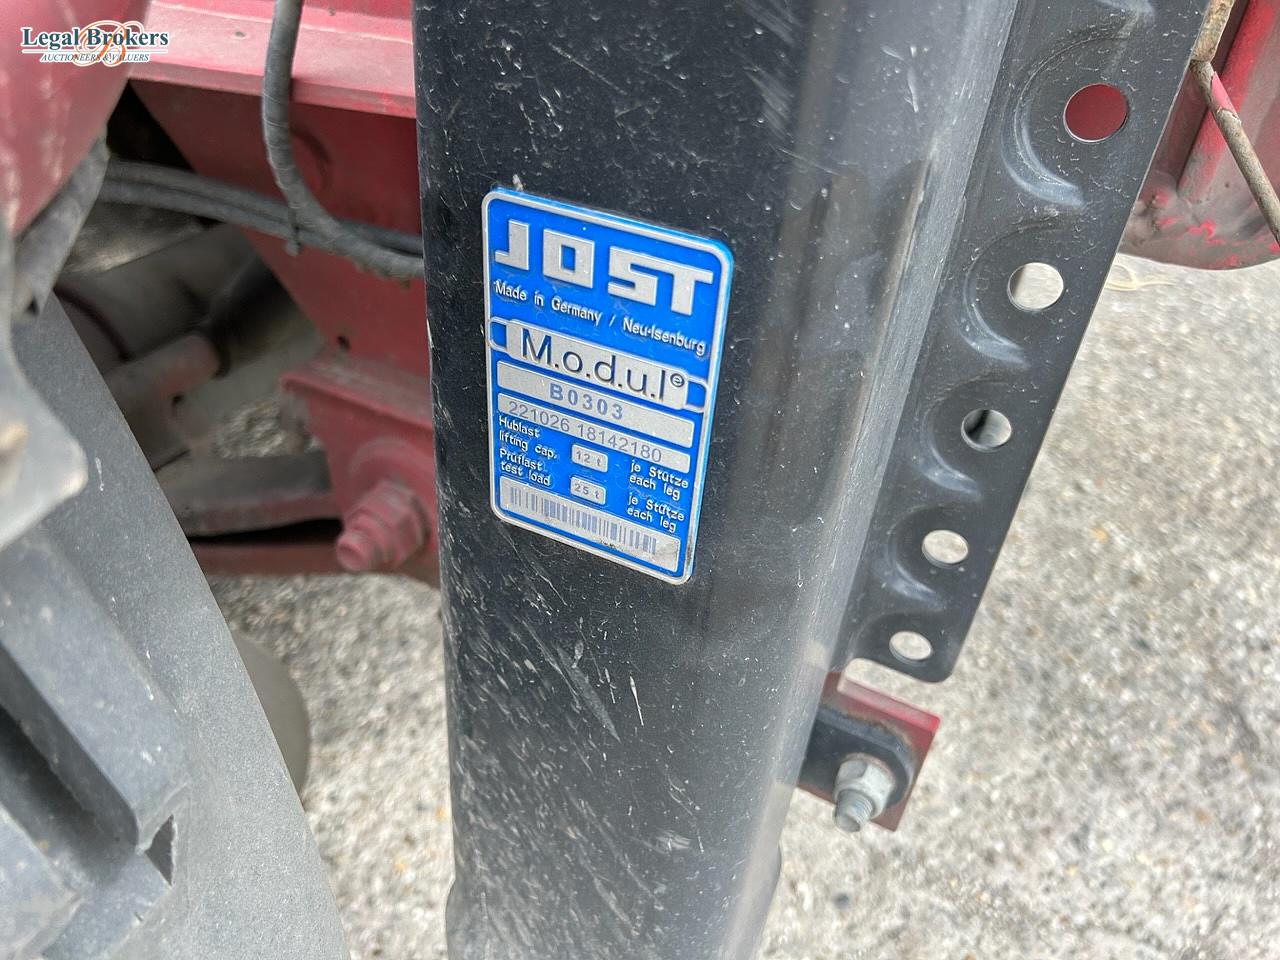 Legal Brokers
AUCTIONEERS & VALUERS
JOST
Made in Germany / Neu-Isenburg
M.o.d.u.l®
B0303
221026 18142180
Hublast
lifting cap. 12 t je Stütze
each leg
Prüflast
test load 25 t je Stütze
each leg